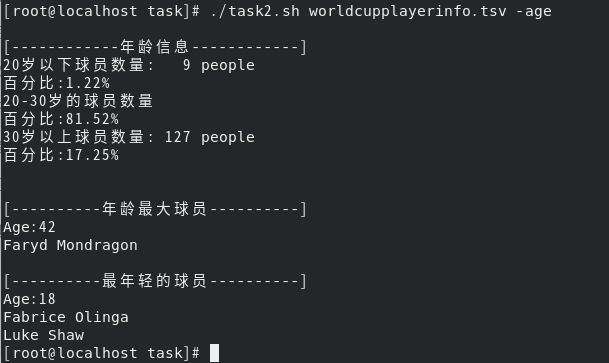 [root@localhost task]# ./task2.sh worldcupplayerinfo.tsv -age
[------------年龄信息------------]
20岁以下球员数量:   9 people
百分比:1.22%
20-30岁的球员数量
百分比:81.52%
30岁以上球员数量: 127 people
百分比:17.25%
[----------年龄最大球员----------]
Age:42
Faryd Mondragon
[----------最年轻的球员----------]
Age:18
Fabrice Olinga
Luke Shaw
[root@localhost task]#